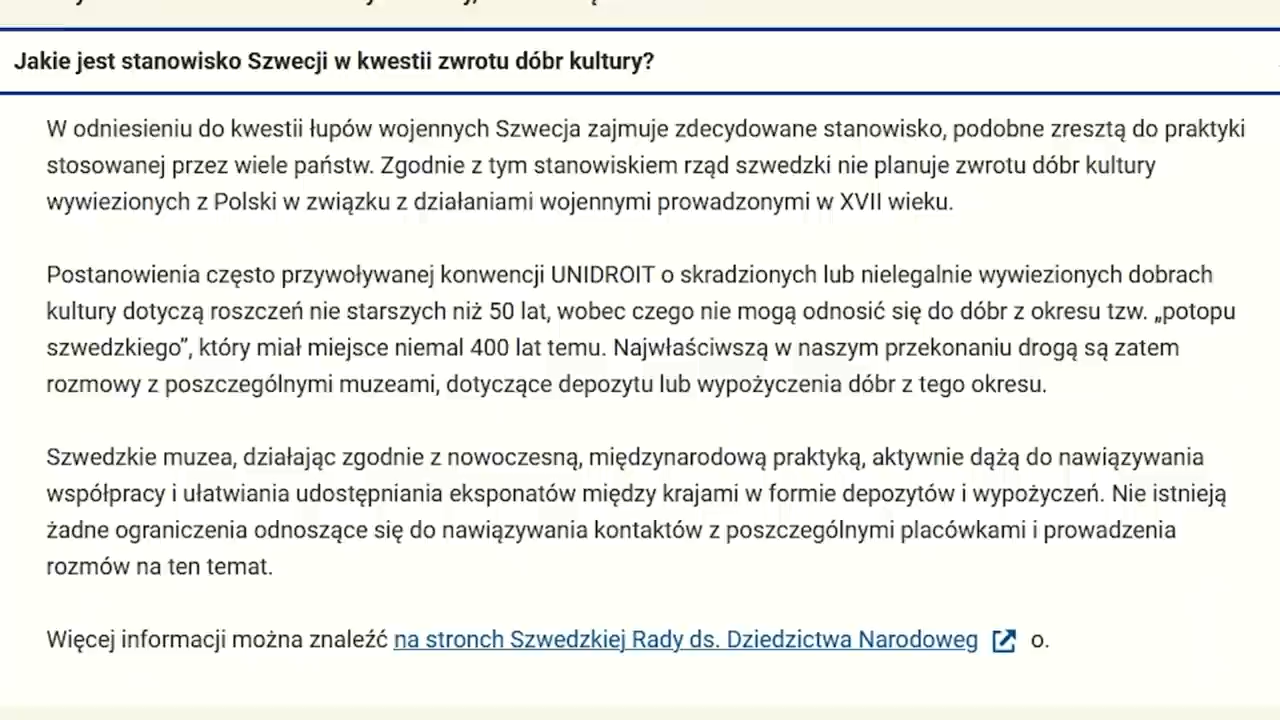 Jakie jest stanowisko Szwecji w kwestii zwrotu dóbr kultury?
W odniesieniu do kwestii łupów wojennych Szwecja zajmuje zdecydowane stanowisko, podobne zresztą do praktyki
stosowanej przez wiele państw. Zgodnie z tym stanowiskiem rząd szwedzki nie planuje zwrotu dóbr kultury
wywiezionych z Polski w związku z działaniami wojennymi prowadzonymi w XVII wieku.
Postanowienia często przywoływanej konwencji UNIDROIT o skradzionych lub nielegalnie wywiezionych dobrach
kultury dotyczą roszczeń nie starszych niż 50 lat, wobec czego nie mogą odnosić się do dóbr z okresu tzw. „potopu
szwedzkiego”, który miał miejsce niemal 400 lat temu. Najwłaściwszą w naszym przekonaniu drogą są zatem
rozmowy z poszczególnymi muzeami, dotyczące depozytu lub wypożyczenia dóbr z tego okresu.
Szwedzkie muzea, działając zgodnie z nowoczesną, międzynarodową praktyką, aktywnie dążą do nawiązywania
współpracy i ułatwiania udostępniania eksponatów między krajami w formie depozytów i wypożyczeń. Nie istnieją
żadne ograniczenia odnoszące się do nawiązywania kontaktów z poszczególnymi placówkami i prowadzenia
rozmów na ten temat.
Więcej informacji można znaleźć na stronch Szwedzkiej Rady ds. Dziedzictwa Narodoweg o.